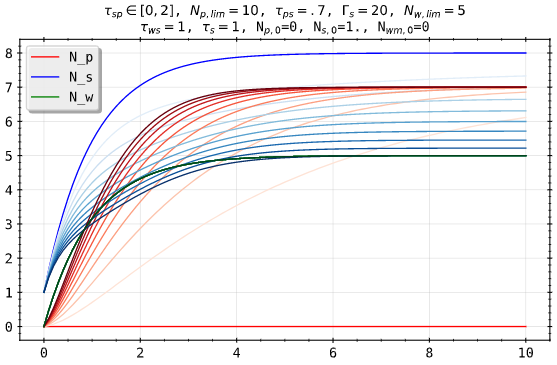 τ_sp ∈ [0, 2], N_p,lim = 10, τ_ps = .7, Γ_s = 20, N_w,lim = 5
τ_ws = 1, τ_s = 1, N_p,0=0, N_s,0=1., N_wm,0=0
8
7
6
5
4
3
2
1
0
N_p
N_s
N_w
0 2 4 6 8 10